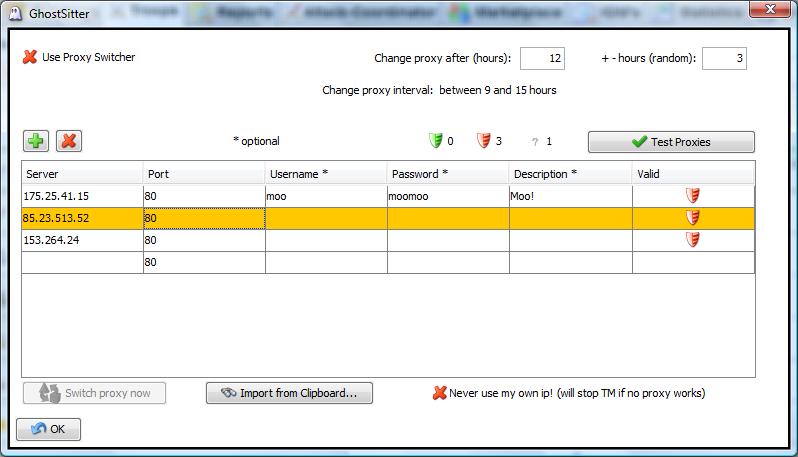 GhostSitter
Use Proxy Switcher
Change proxy after (hours): 12 + - hours (random): 3
Change proxy interval: between 9 and 15 hours
* optional 0 3 ? 1 Test Proxies
Server Port Username * Password * Description * Valid
175.25.41.15 80 moo moomoo Moo!
85.23.513.52 80
153.264.24 80
80
Switch proxy now Import from Clipboard... Never use my own ip! (will stop TM if no proxy works)
OK